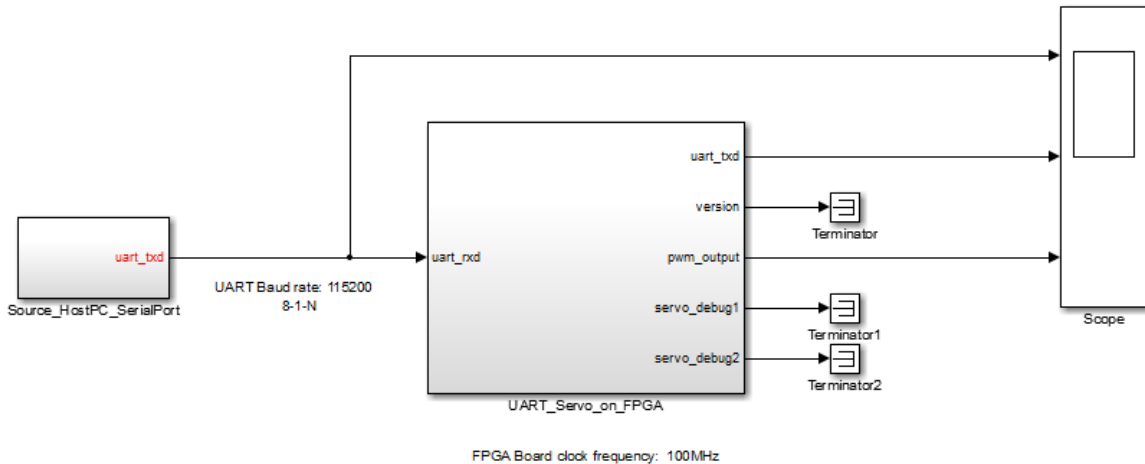 uart_txd
version
Terminator
uart_txd
uart_rxd
pwm_output
UART Baud rate: 115200
8-1-N
Source_HostPC_SerialPort
servo_debug1
Terminator1
Scope
servo_debug2
Terminator2
UART_Servo_on_FPGA
FPGA Board clock frequency:  100MHz